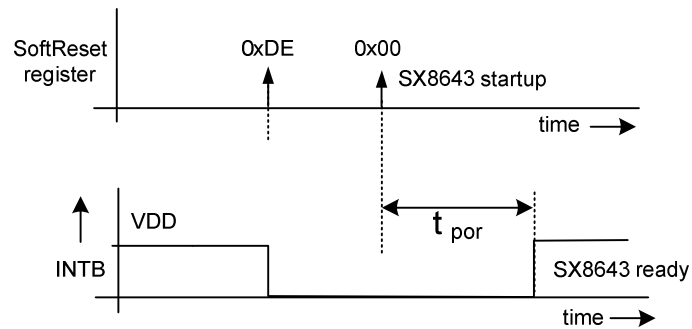 SoftReset
register
0xDE
0x00
SX8643 startup
time
VDD
t por
INTB
SX8643 ready
time